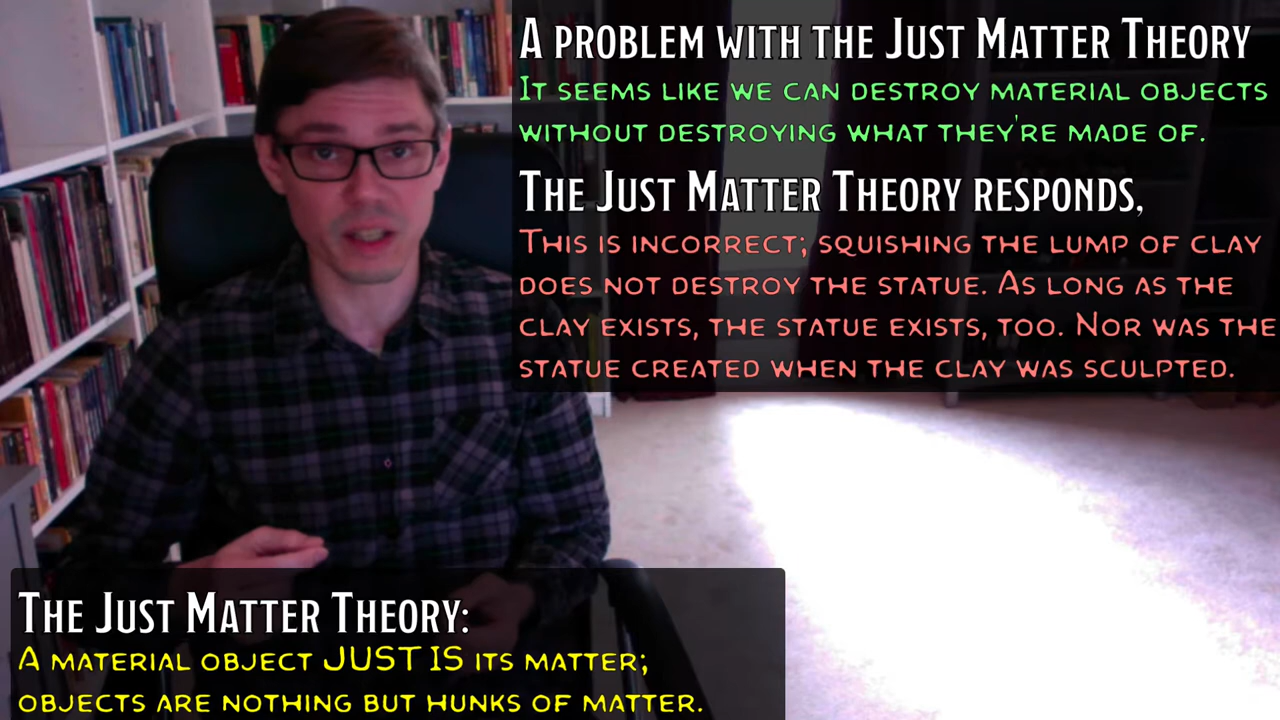 A PROBLEM WITH THE JUST MATTER THEORY
IT SEEMS LIKE WE CAN DESTROY MATERIAL OBJECTS
WITHOUT DESTROYING WHAT THEY'RE MADE OF.
THE JUST MATTER THEORY RESPONDS,
THIS IS INCORRECT; SQUISHING THE LUMP OF CLAY
DOES NOT DESTROY THE STATUE. AS LONG AS THE
CLAY EXISTS, THE STATUE EXISTS, TOO. NOR WAS THE
STATUE CREATED WHEN THE CLAY WAS SCULPTED.
THE JUST MATTER THEORY:
A MATERIAL OBJECT JUST IS ITS MATTER;
OBJECTS ARE NOTHING BUT HUNKS OF MATTER.